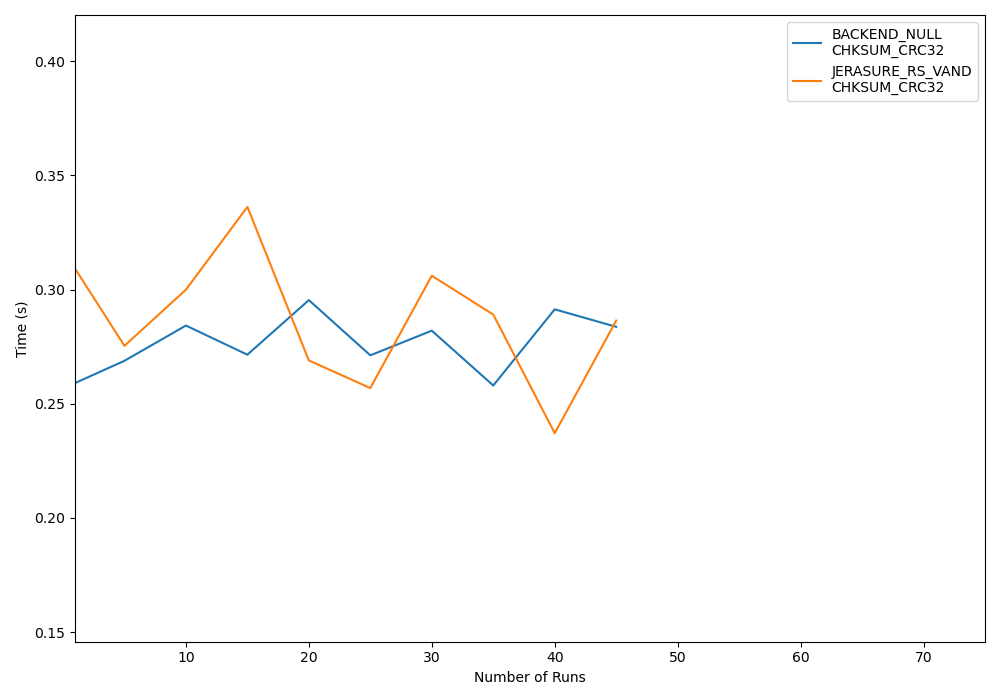 BACKEND_NULL
CHKSUM_CRC32
JERASURE_RS_VAND
CHKSUM_CRC32
0.40
0.35
0.30
0.25
0.20
0.15
Time (s)
10 20 30 40 50 60 70
Number of Runs